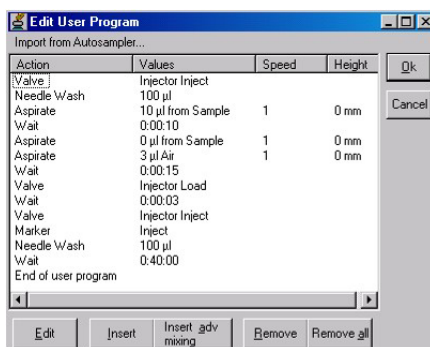 Edit User Program
Import from Autosampler...
Action Values Speed Height
Valve Injector Inject
Needle Wash 100 µl
Aspirate 10 µl from Sample 1 0 mm
Wait 0:00:10
Aspirate 0 µl from Sample 1 0 mm
Aspirate 3 µl Air 1 0 mm
Wait 0:00:15
Valve Injector Load
Wait 0:00:03
Valve Injector Inject
Marker Inject
Needle Wash 100 µl
Wait 0:40:00
End of user program
Ok
Cancel
Edit Insert Insert adv mixing Remove Remove all